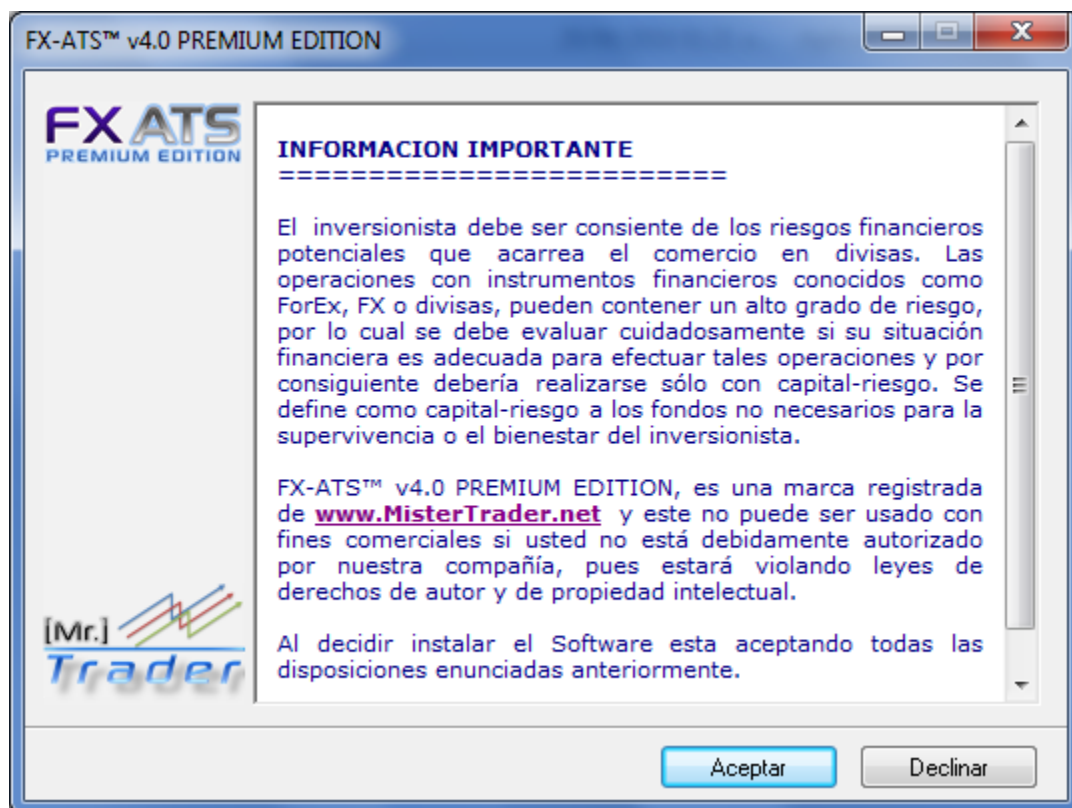 FX-ATS™ v4.0 PREMIUM EDITION
FX ATS
PREMIUM EDITION
INFORMACION IMPORTANTE
=========================
El inversionista debe ser consiente de los riesgos financieros
potenciales que acarrea el comercio en divisas. Las
operaciones con instrumentos financieros conocidos como
ForEx, FX o divisas, pueden contener un alto grado de riesgo,
por lo cual se debe evaluar cuidadosamente si su situación
financiera es adecuada para efectuar tales operaciones y por
consiguiente debería realizarse sólo con capital-riesgo. Se
define como capital-riesgo a los fondos no necesarios para la
supervivencia o el bienestar del inversionista.
FX-ATS™ v4.0 PREMIUM EDITION, es una marca registrada
de www.MisterTrader.net y este no puede ser usado con
fines comerciales si usted no está debidamente autorizado
por nuestra compañía, pues estará violando leyes de
derechos de autor y de propiedad intelectual.
Al decidir instalar el Software esta aceptando todas las
disposiciones enunciadas anteriormente.
[Mr.]
Trader
Aceptar
Declinar